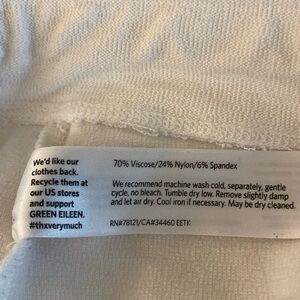 We'd like our
clothes back.
Recycle them at
our US stores
and support
GREEN EILEEN.
#thxverymuch
70% Viscose/24% Nylon/6% Spandex
We recommend machine wash cold, separately, gentle
cycle, no bleach. Tumble dry low. Remove slightly damp
and let air dry. Cool iron if necessary. May be dry cleaned.
RN#78121/CA#34460 EETK